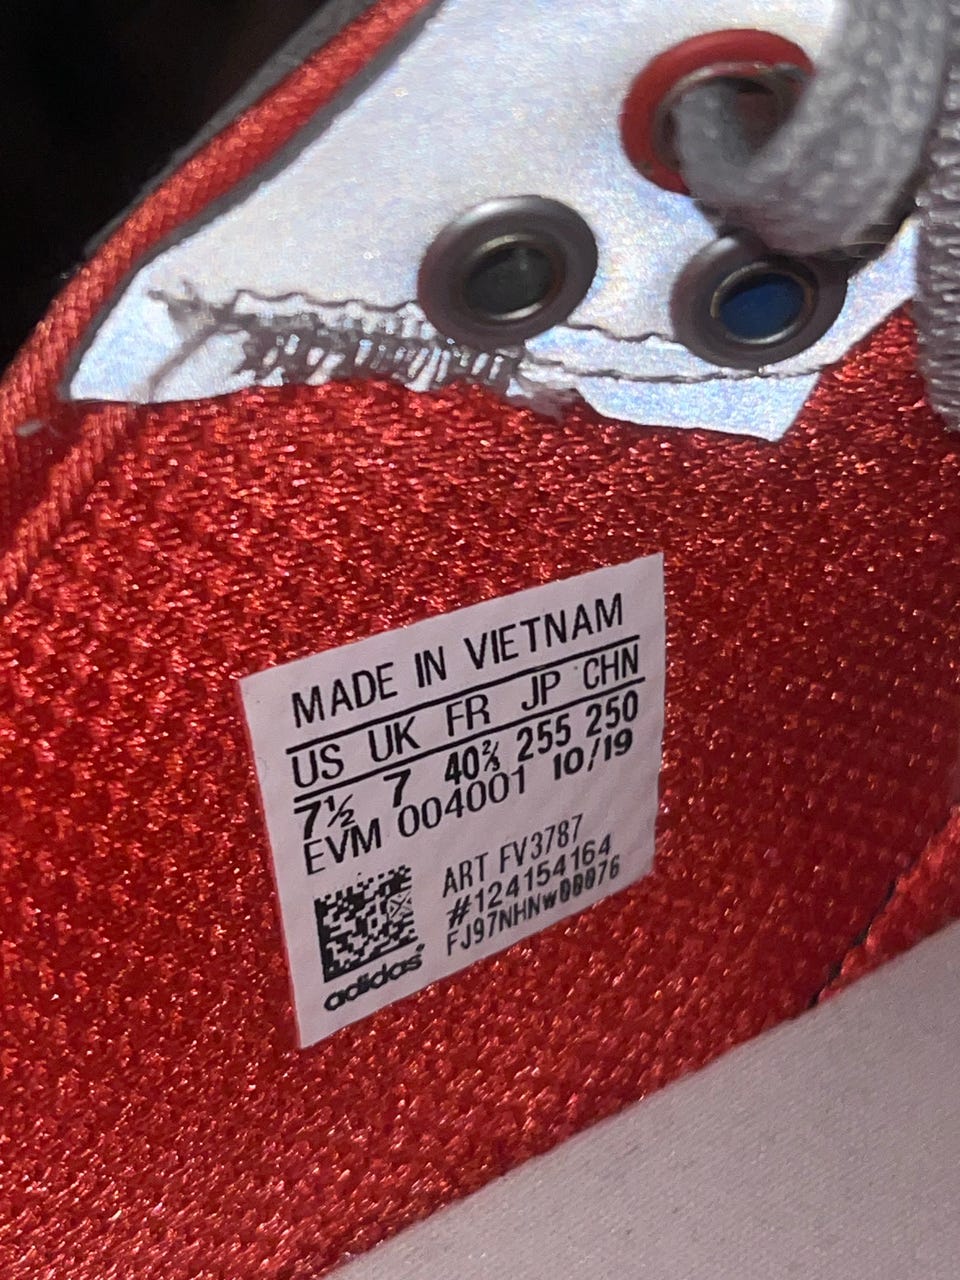 MADE IN VIETNAM
US UK FR JP CHN
7½ 7 40⅔ 255 250
EVM 004001 10/19
ART FV3787
#124154164
FJ97NHNW00076
adidas